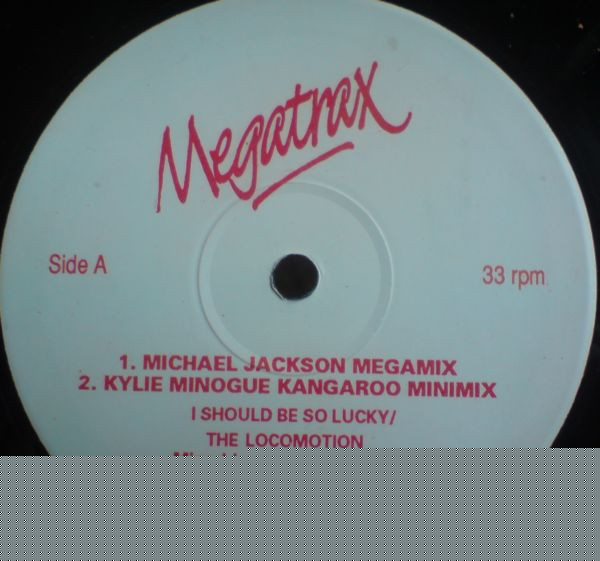 Megatrax
Side A
33 rpm
1. MICHAEL JACKSON MEGAMIX
2. KYLIE MINOGUE KANGAROO MINIMIX
I SHOULD BE SO LUCKY/
THE LOCOMOTION